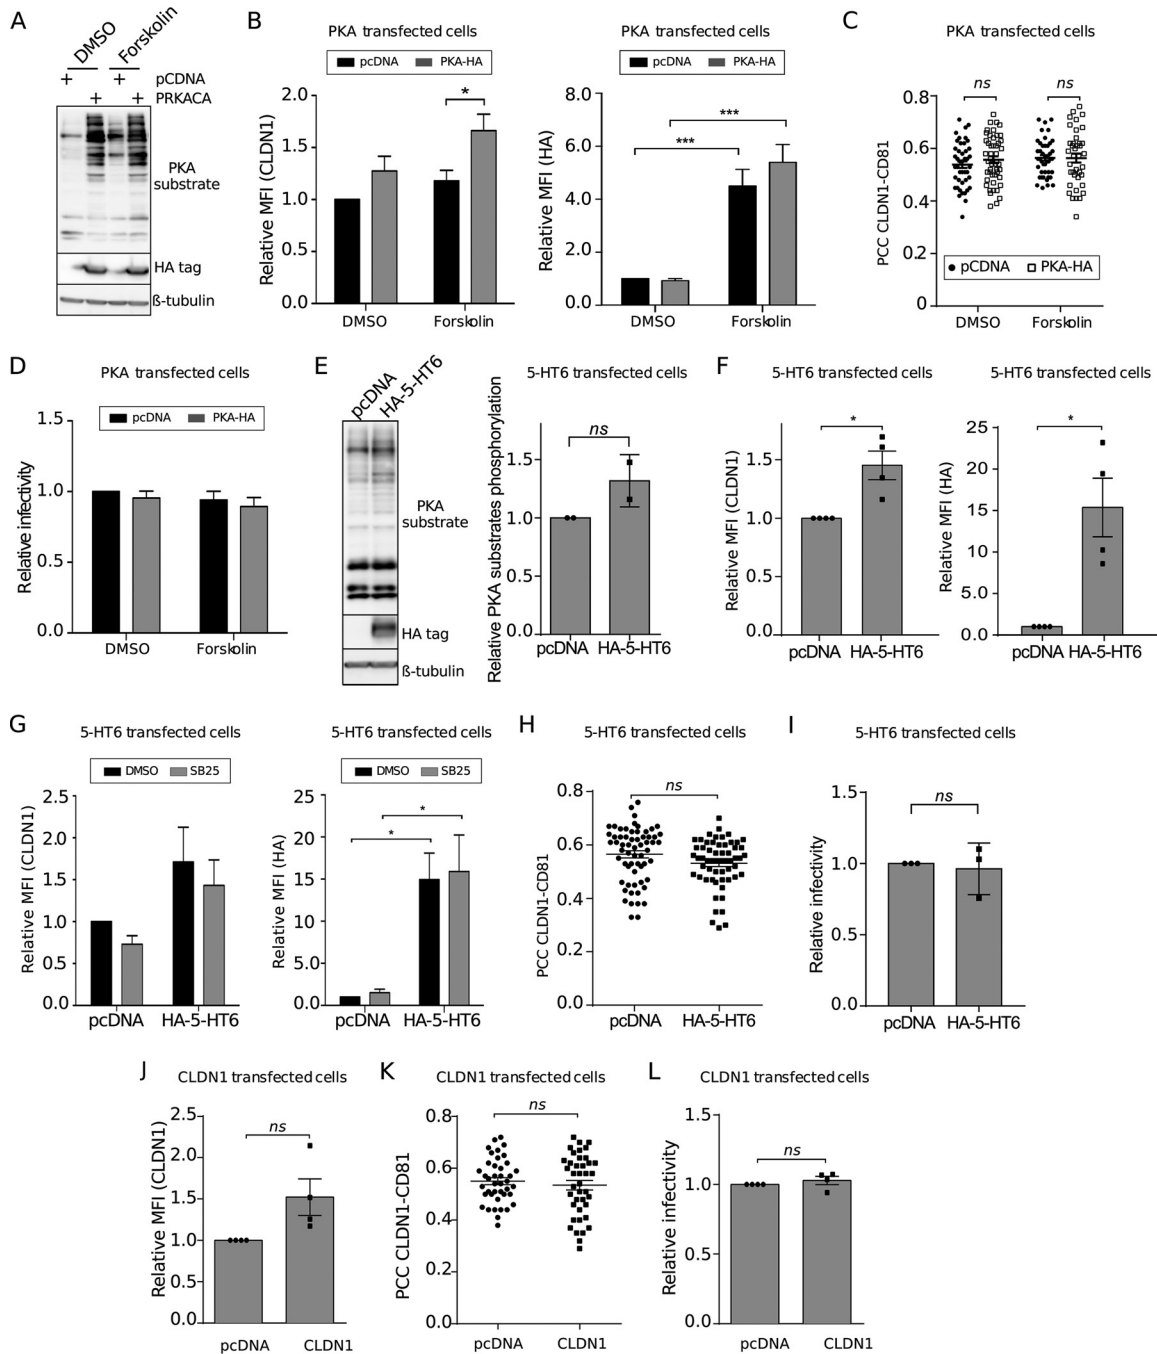 A
DMSO
Forskolin
+
+
pCDNA
+
+
PRKACA
PKA
substrate
HA tag
ß-tubulin
B
PKA transfected cells
pcDNA
PKA-HA
Relative MFI (CLDN1)
2.0
1.5
1.0
0.5
0.0
*
DMSO
Forskolin
PKA transfected cells
pcDNA
PKA-HA
Relative MFI (HA)
8.0
6.0
4.0
2.0
0.0
***
***
DMSO
Forskolin
C
PKA transfected cells
PCC CLDN1-CD81
0.8
0.6
0.4
0.2
0
ns
ns
pCDNA
PKA-HA
DMSO
Forskolin
D
PKA transfected cells
pcDNA
PKA-HA
Relative infectivity
1.5
1.0
0.5
0.0
DMSO
Forskolin
E
pcDNA
HA-5-HT6
PKA
substrate
HA tag
ß-tubulin
5-HT6 transfected cells
Relative PKA substrates phosphorylation
1.5
1.0
0.5
0.0
ns
pcDNA
HA-5-HT6
F
5-HT6 transfected cells
Relative MFI (CLDN1)
1.5
1.0
0.5
0.0
*
pcDNA
HA-5-HT6
5-HT6 transfected cells
Relative MFI (HA)
25
20
15
10
5.0
0.0
*
pcDNA
HA-5-HT6
G
5-HT6 transfected cells
DMSO
SB25
Relative MFI (CLDN1)
2.5
2.0
1.5
1.0
0.5
0.0
pcDNA
HA-5-HT6
5-HT6 transfected cells
DMSO
SB25
Relative MFI (HA)
25
20
15
10
5.0
0.0
*
*
pcDNA
HA-5-HT6
H
5-HT6 transfected cells
PCC CLDN1-CD81
0.8
0.6
0.4
0.2
0.0
ns
pcDNA
HA-5-HT6
I
5-HT6 transfected cells
Relative infectivity
1.5
1.0
0.5
0.0
ns
pcDNA
HA-5-HT6
J
CLDN1 transfected cells
Relative MFI (CLDN1)
2.5
2.0
1.5
1.0
0.5
0.0
ns
pcDNA
CLDN1
K
CLDN1 transfected cells
PCC CLDN1-CD81
0.8
0.6
0.4
0.2
0.0
ns
pcDNA
CLDN1
L
CLDN1 transfected cells
Relative infectivity
1.5
1.0
0.5
0.0
ns
pcDNA
CLDN1